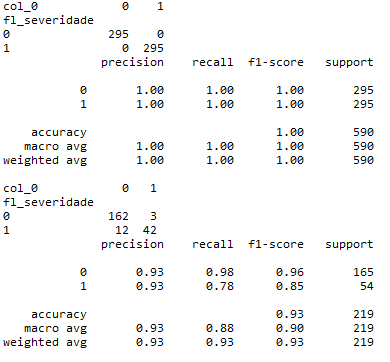 col_0 0 1
fl_severidade
0 295 0
1 0 295
precision recall f1-score support
0 1.00 1.00 1.00 295
1 1.00 1.00 1.00 295
accuracy 1.00 590
macro avg 1.00 1.00 1.00 590
weighted avg 1.00 1.00 1.00 590
col_0 0 1
fl_severidade
0 162 3
1 12 42
precision recall f1-score support
0 0.93 0.98 0.96 165
1 0.93 0.78 0.85 54
accuracy 0.93 219
macro avg 0.93 0.88 0.90 219
weighted avg 0.93 0.93 0.93 219